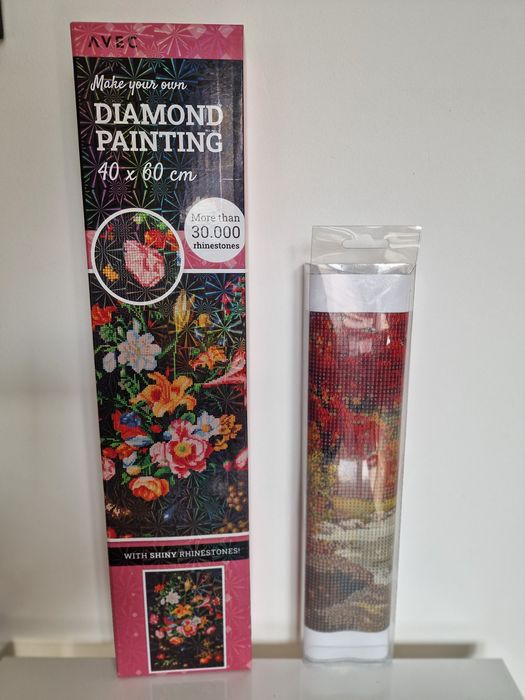 AVEC
Make your own
DIAMOND
PAINTING
40 x 60 cm
More than
30.000
rhinestones
WITH SHINY RHINESTONES!